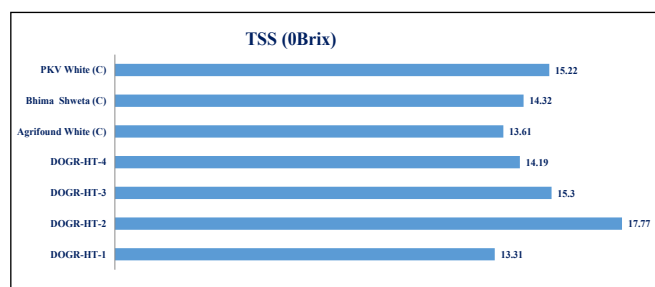 TSS (0Brix)
PKV White (C) 15.22
Bhima Shweta (C) 14.32
Agrifound White (C) 13.61
DOGR-HT-4 14.19
DOGR-HT-3 15.3
DOGR-HT-2 17.77
DOGR-HT-1 13.31